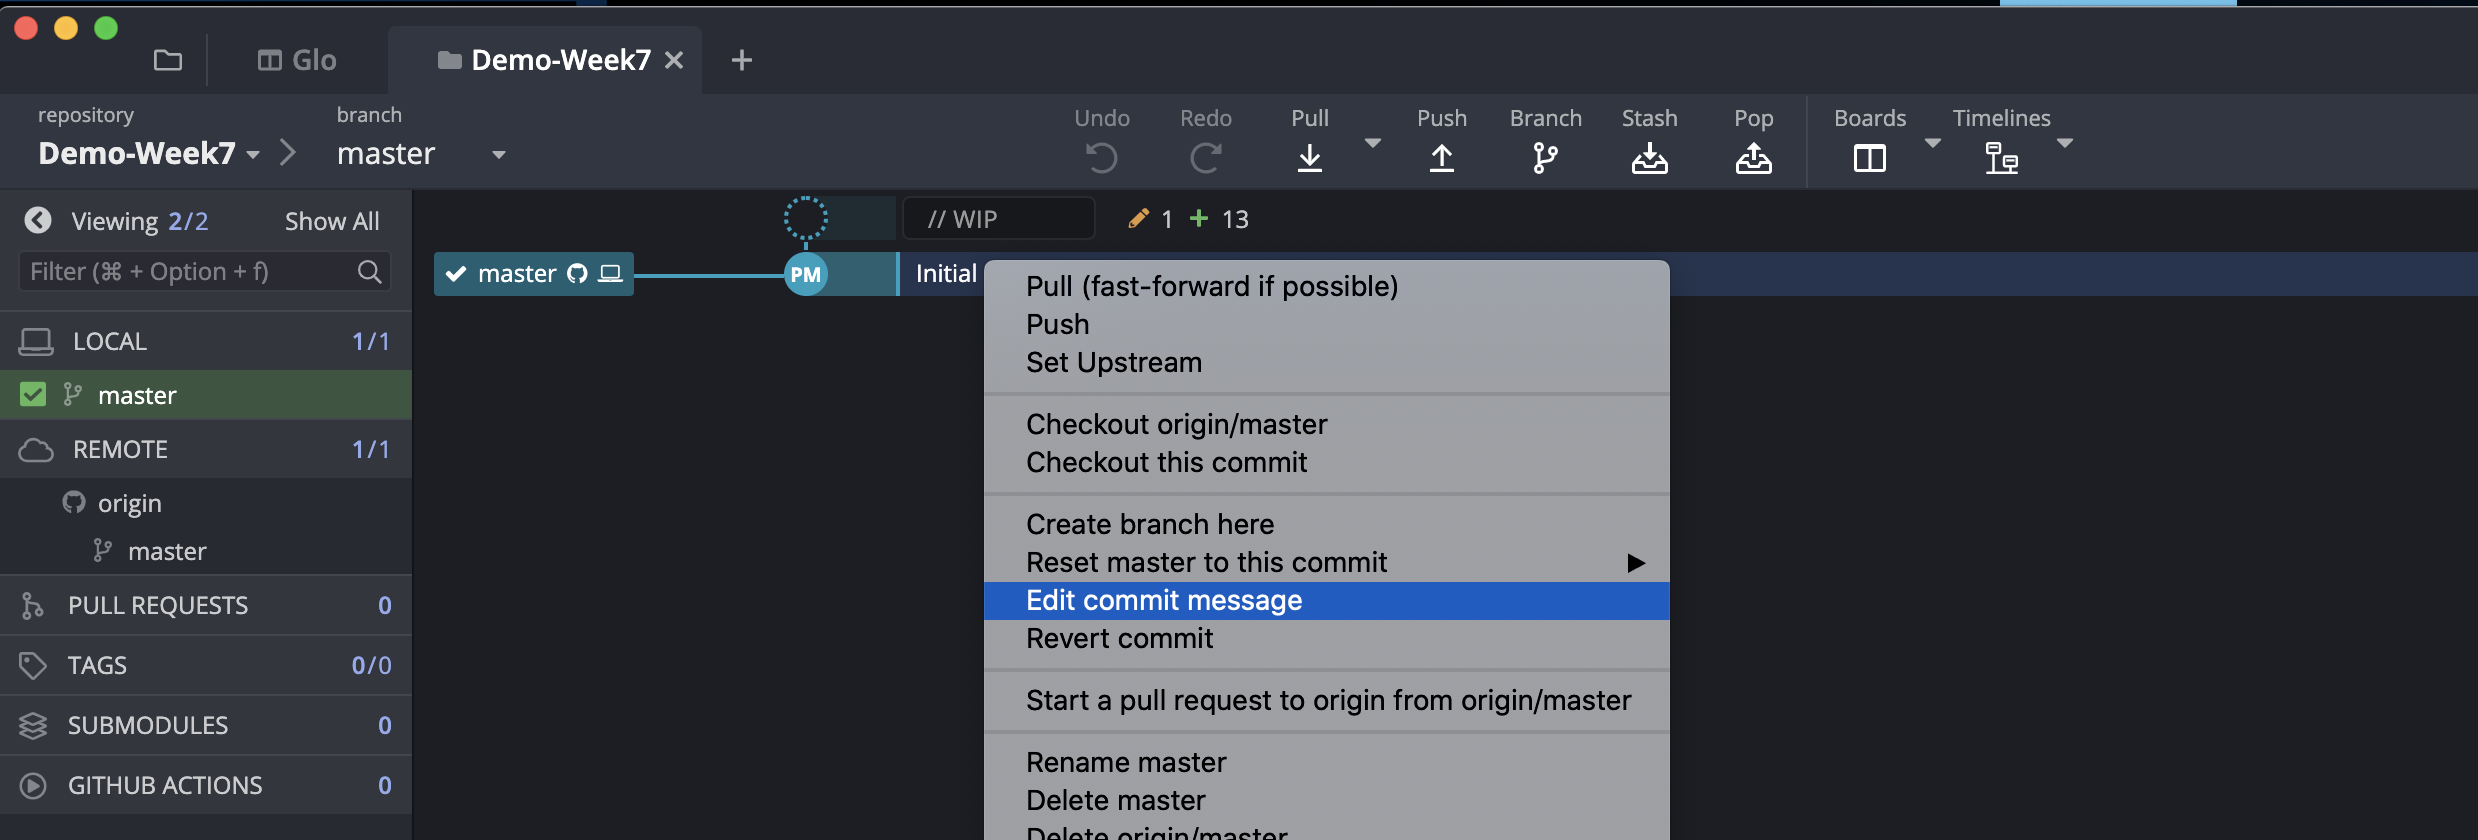 Glo
Demo-Week7
repository
branch
Demo-Week7
master
Undo
Redo
Pull
Push
Branch
Stash
Pop
Boards
Timelines
Viewing 2/2
Show All
Filter (⌘ + Option + f)
LOCAL 1/1
master
REMOTE 1/1
origin
master
PULL REQUESTS 0
TAGS 0/0
SUBMODULES 0
GITHUB ACTIONS 0
// WIP
1 + 13
master
PM
Initial
Pull (fast-forward if possible)
Push
Set Upstream
Checkout origin/master
Checkout this commit
Create branch here
Reset master to this commit
Edit commit message
Revert commit
Start a pull request to origin from origin/master
Rename master
Delete master
Delete origin/master